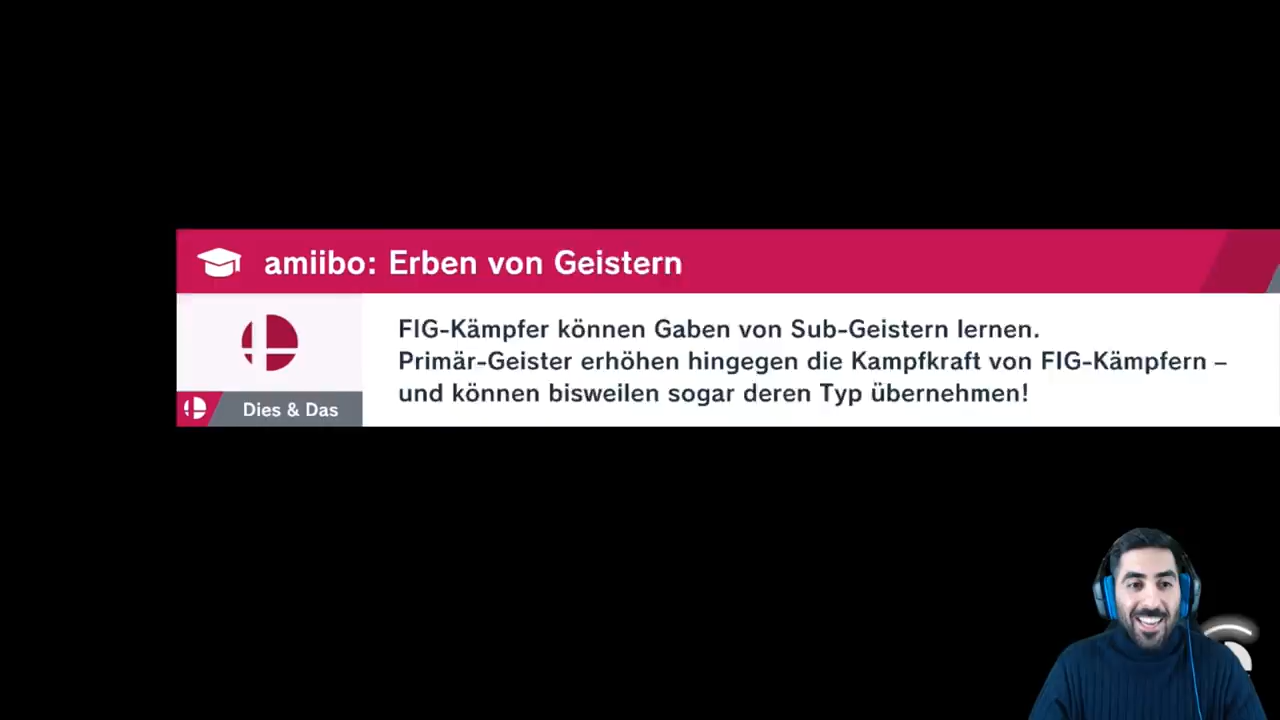 amiibo: Erben von Geistern
FIG-Kämpfer können Gaben von Sub-Geistern lernen.
Primär-Geister erhöhen hingegen die Kampfkraft von FIG-Kämpfern –
und können bisweilen sogar deren Typ übernehmen!
Dies & Das